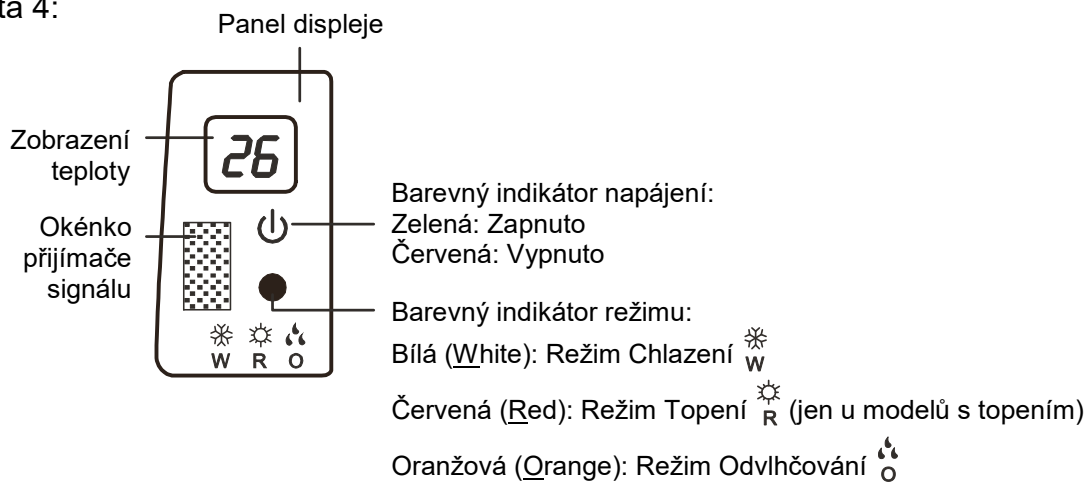 ta 4:
Panel displeje
Zobrazení
teploty
26
Okénko
přijímače
signálu
W R O
Barevný indikátor napájení:
Zelená: Zapnuto
Červená: Vypnuto
Barevný indikátor režimu:
Bílá (White): Režim Chlazení W
Červená (Red): Režim Topení R (jen u modelů s topením)
Oranžová (Orange): Režim Odvlhčování O